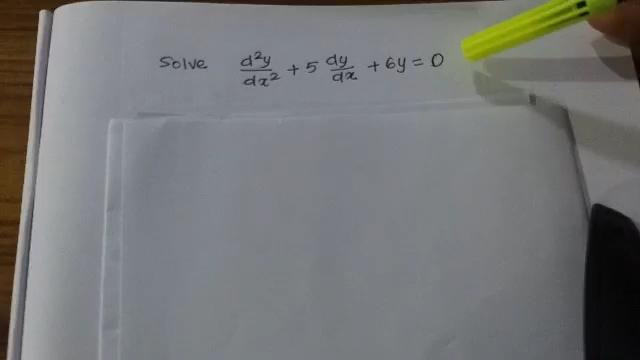 Solve d²y/dx² + 5 dy/dx + 6y = 0